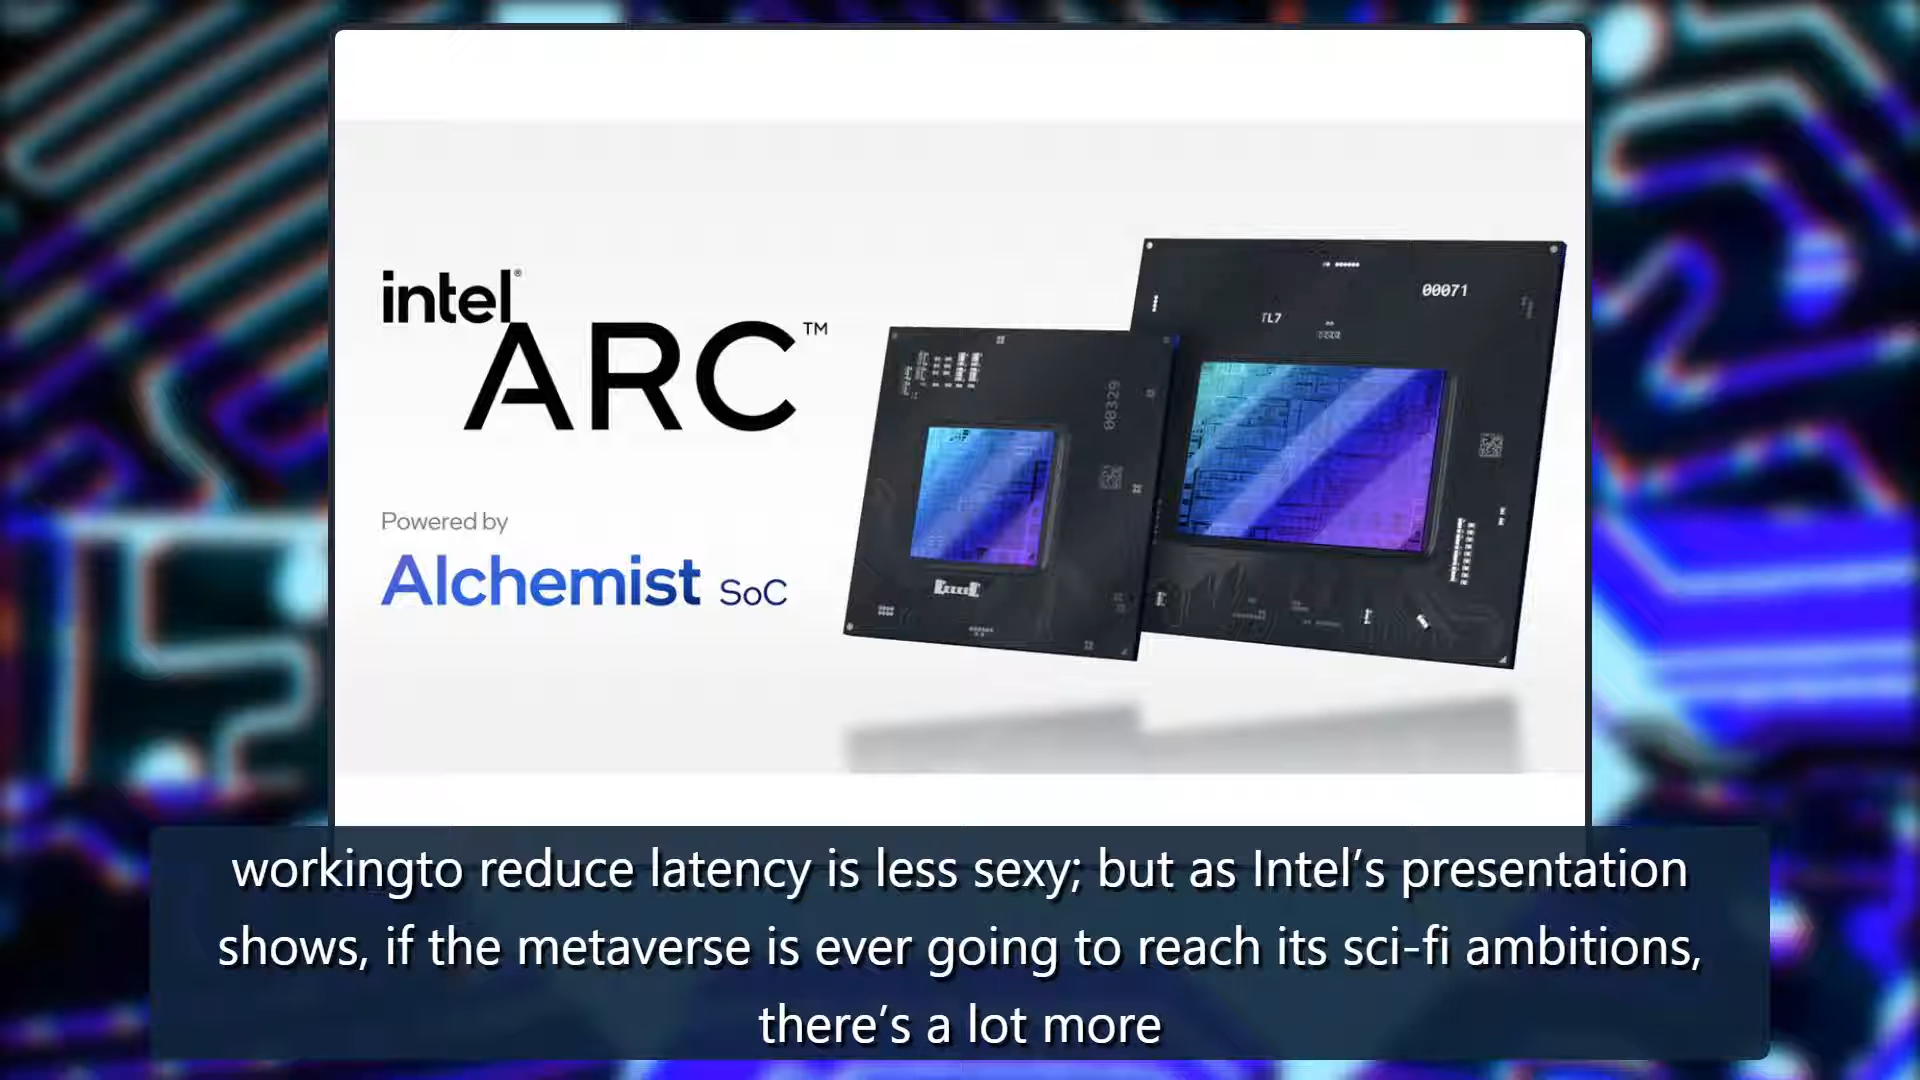 intel®
ARC™
Powered by
Alchemist SoC
00071
TL7
00329
workingto reduce latency is less sexy; but as Intel’s presentation
shows, if the metaverse is ever going to reach its sci-fi ambitions,
there’s a lot more